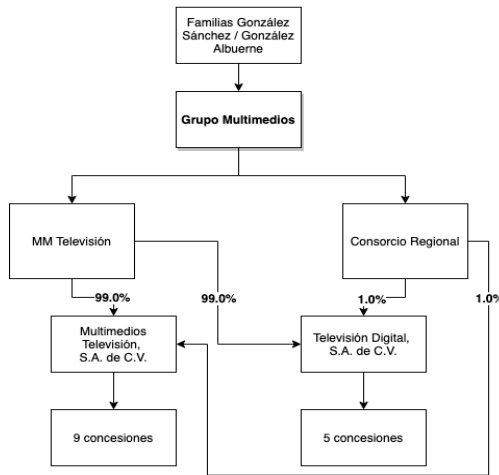 Familias González
Sánchez / González
Albuerne
Grupo Multimedios
MM Televisión
Consorcio Regional
99.0%
99.0%
1.0%
1.0%
Multimedios
Televisión,
S.A. de C.V.
Televisión Digital,
S.A. de C.V.
9 concesiones
5 concesiones